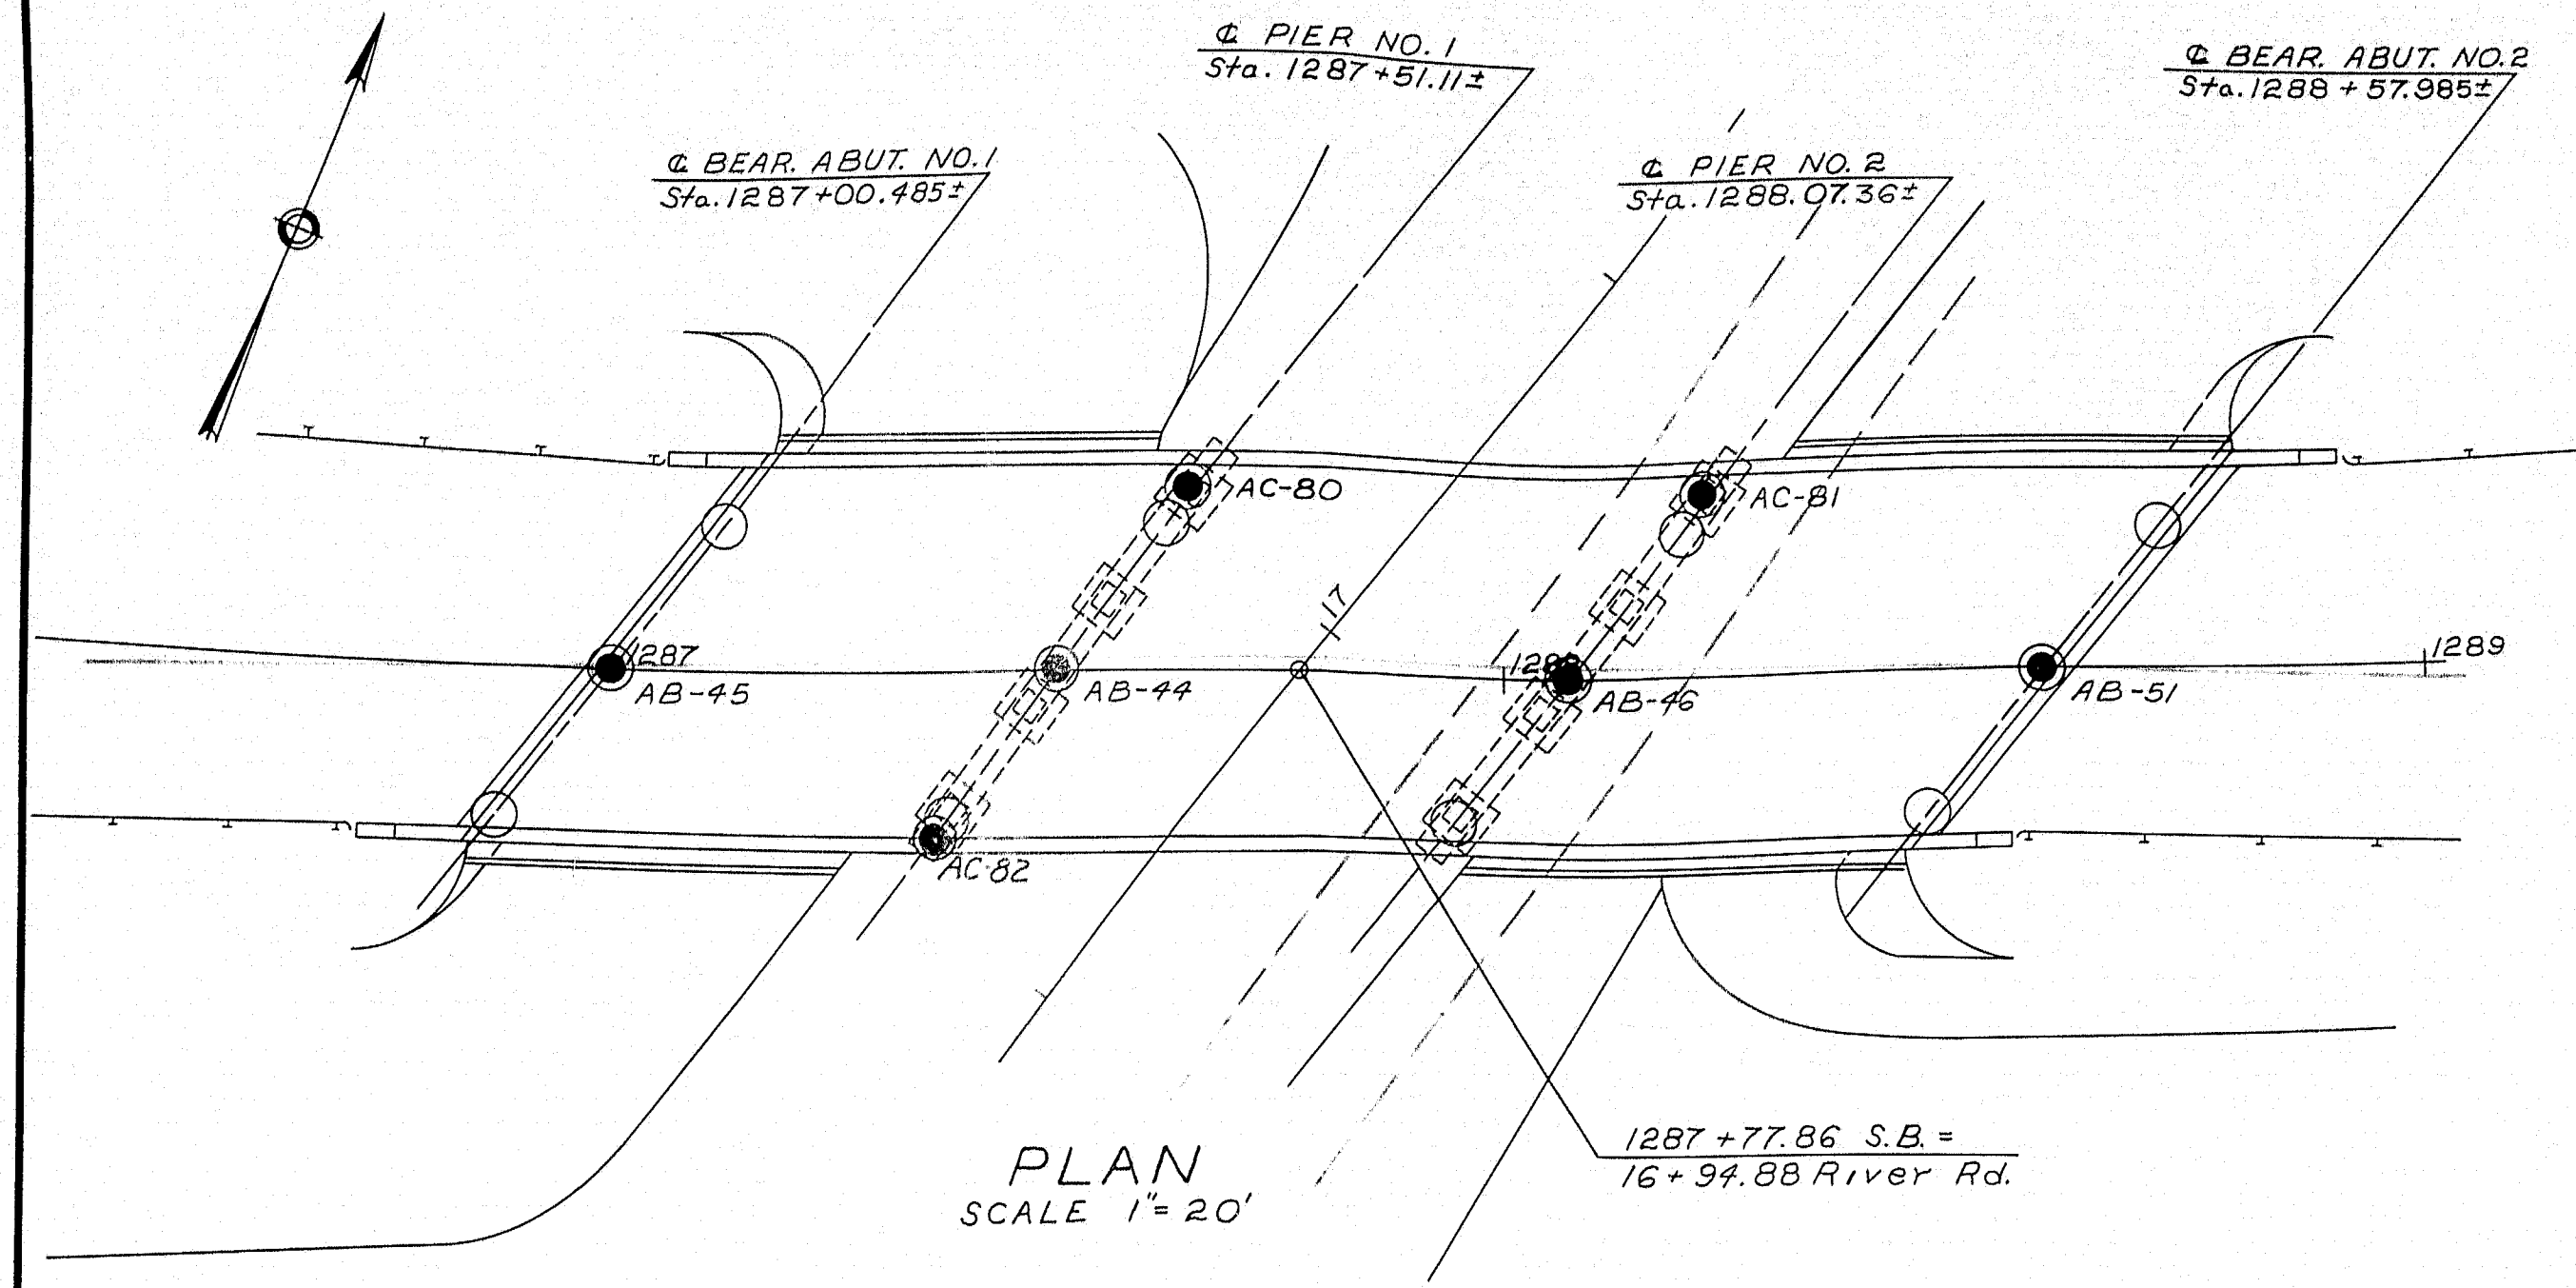 ℄ PIER NO. 1
Sta. 1287+51.11±
℄ BEAR. ABUT. NO.2
Sta. 1288 + 57.985±
℄ BEAR. ABUT. NO.1
Sta. 1287+00.485±
℄ PIER NO. 2
Sta. 1288.07.36±
AC-80
AC-81
17
1287
1288
1289
AB-45
AB-44
AB-46
AB-51
AC-82
1287+77.86 S.B. =
16+94.88 River Rd.
PLAN
SCALE 1"= 20'